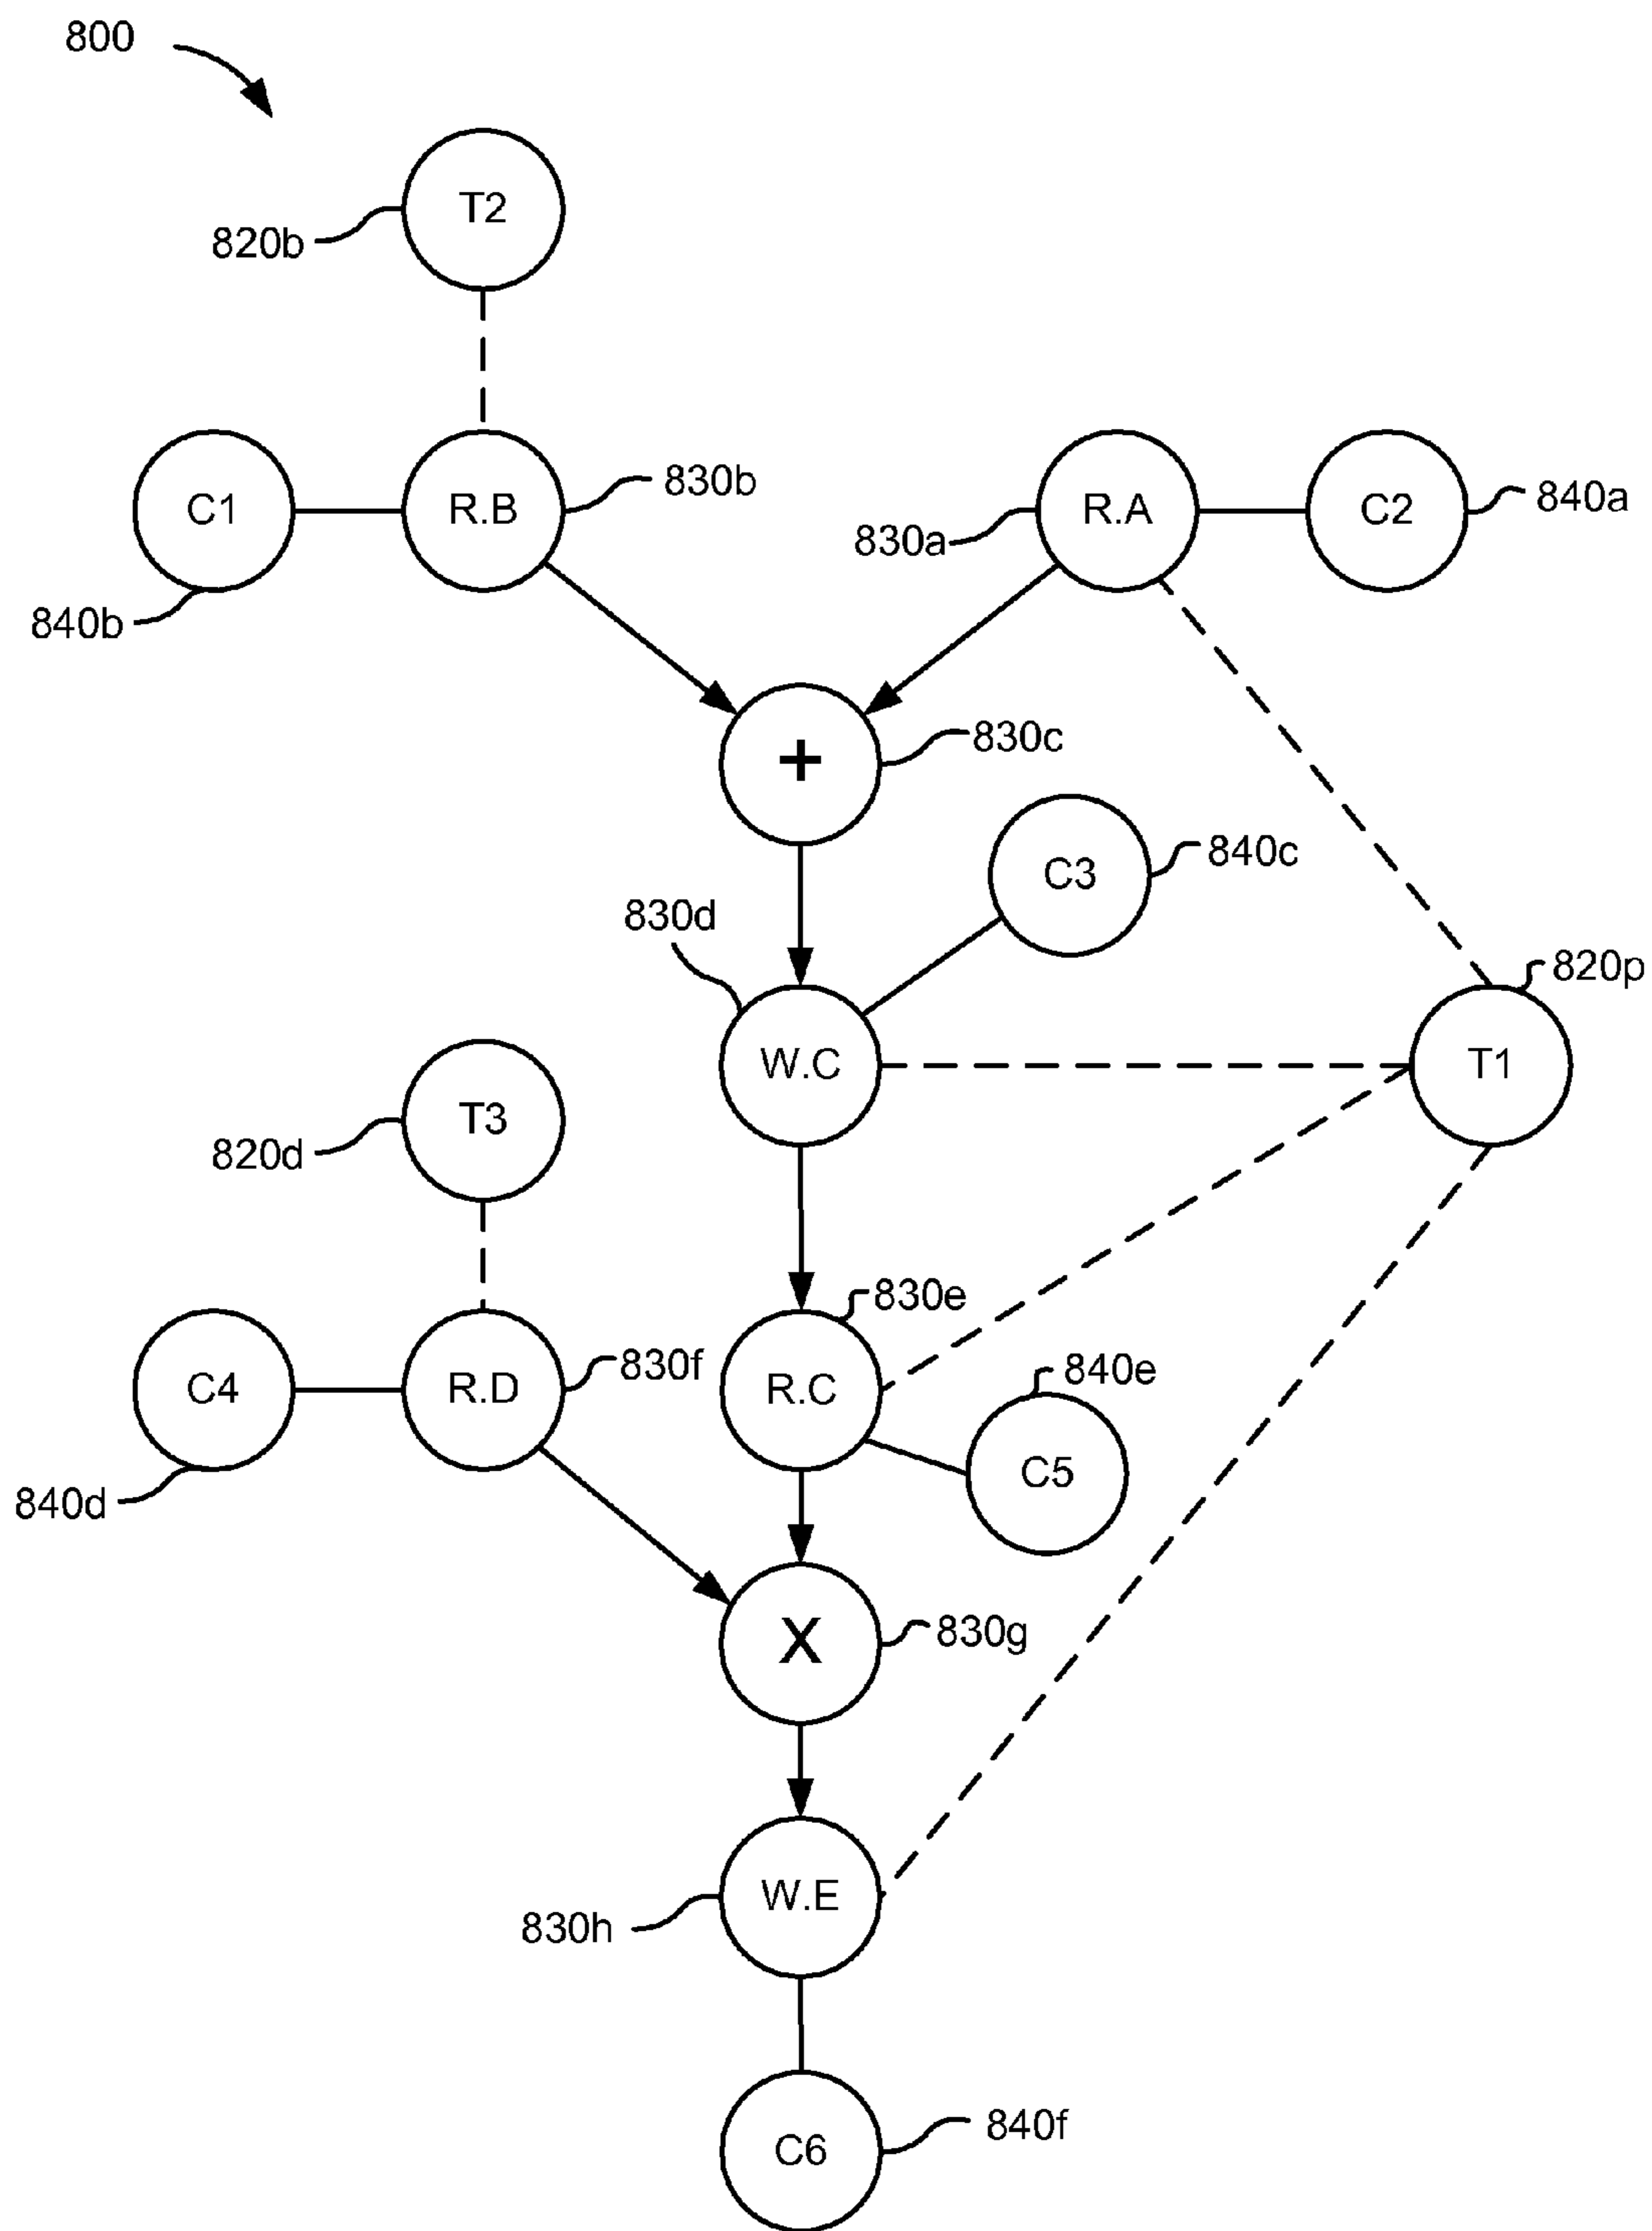 800
T2
820b
C1
R.B
830b
830a
R.A
C2
840a
840b
+
830c
C3
840c
830d
W.C
820p
T1
T3
820d
830e
C4
R.D
830f
R.C
840e
C5
840d
X
830g
W.E
830h
C6
840f